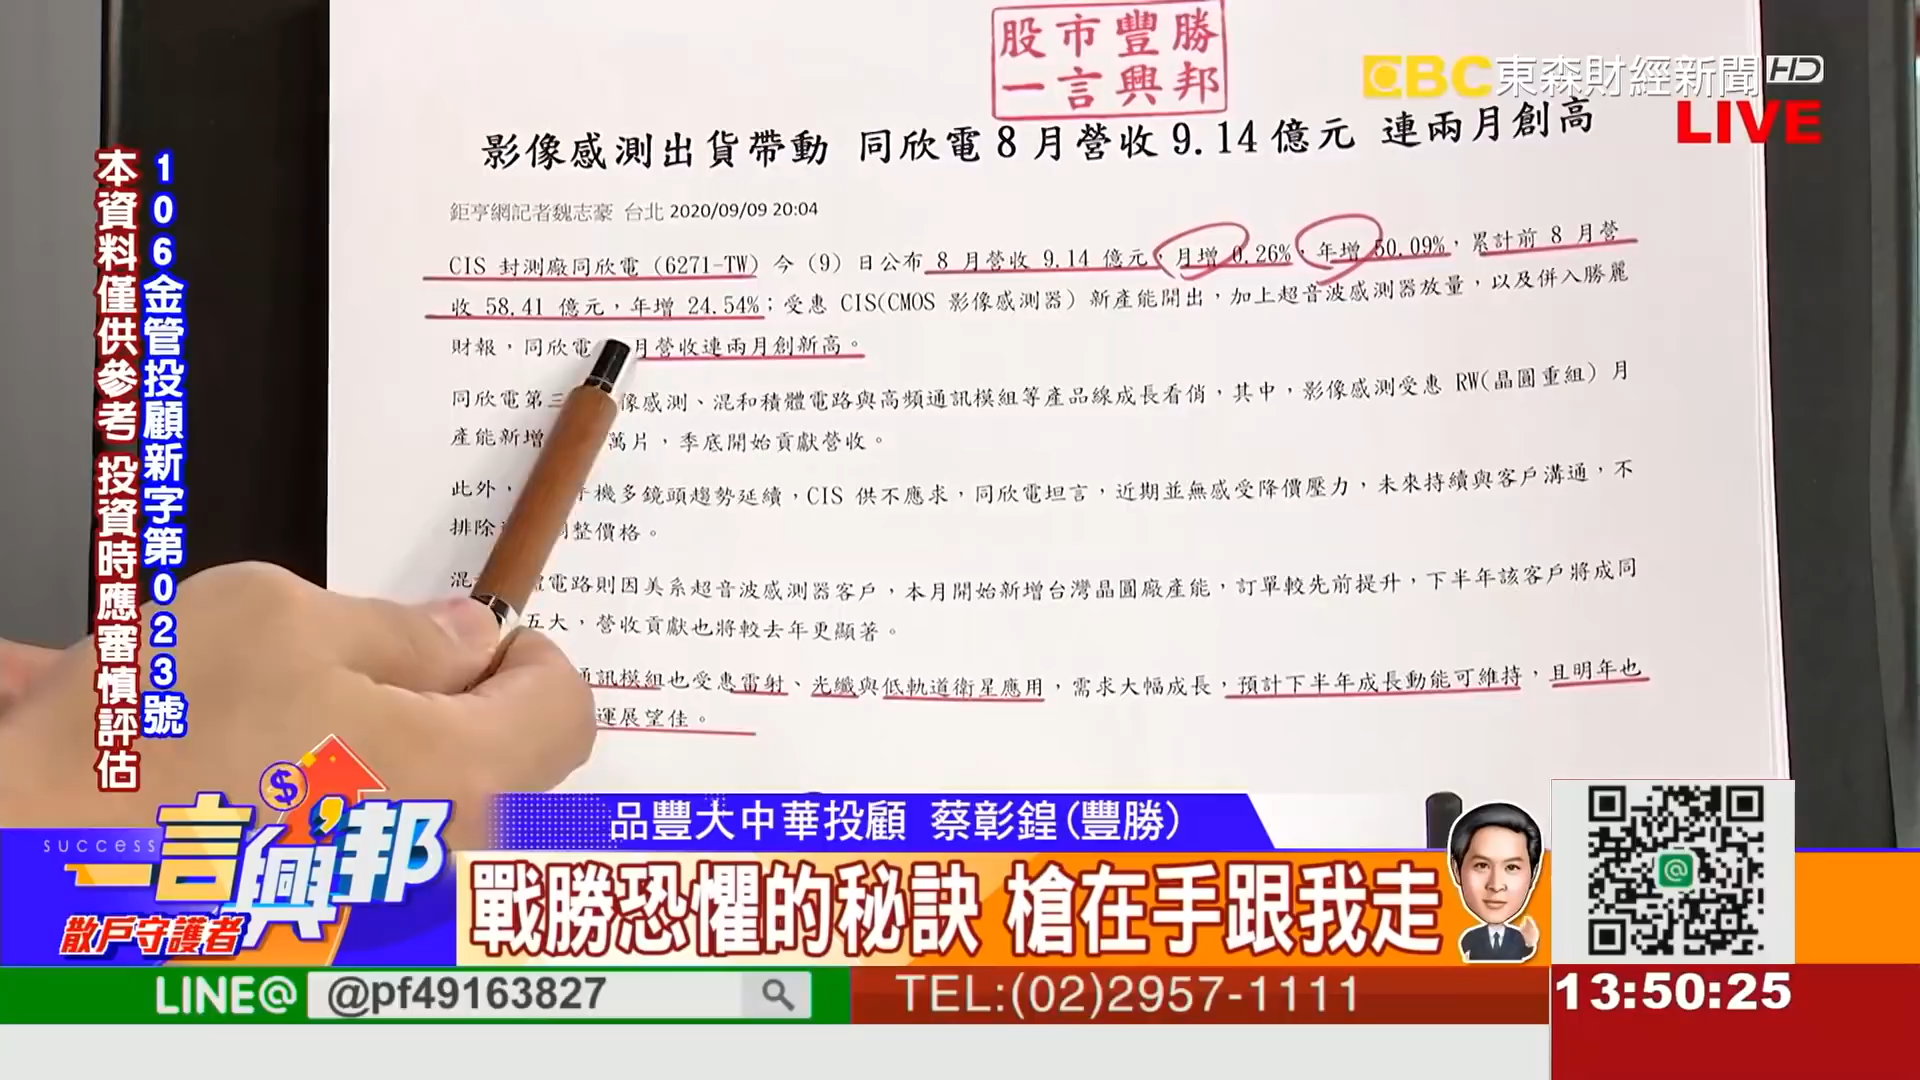 股市豐勝
一言興邦
EBC東森財經新聞HD
LIVE
影像感測出貨帶動 同欣電8月營收9.14億元 連兩月創高
鉅亨網記者魏志豪 台北 2020/09/09 20:04
CIS 封測廠同欣電 (6271-TW) 今 (9) 日公布 8 月營收 9.14 億元，月增 0.26%，年增 50.09%，累計前 8 月營
收 58.41 億元，年增 24.54%；受惠 CIS(CMOS 影像感測器) 新產能開出，加上超音波感測器放量，以及併入勝麗
財報，同欣電 月營收連兩月創新高。
同欣電第三 像感測、混和積體電路與高頻通訊模組等產品線成長看俏，其中，影像感測受惠 RW(晶圓重組) 月
產能新增 萬片，季底開始貢獻營收。
此外， 機多鏡頭趨勢延續，CIS 供不應求，同欣電坦言，近期並無感受降價壓力，未來持續與客戶溝通，不
排除 整價格。
混 電路則因美系超音波感測器客戶，本月開始新增台灣晶圓廠產能，訂單較先前提升，下半年該客戶將成同
五大，營收貢獻也將較去年更顯著。
通訊模組也受惠雷射、光纖與低軌道衛星應用，需求大幅成長，預計下半年成長動能可維持，且明年也
運展望佳。
106金管投顧新字第023號
本資料僅供參考 投資時應審慎評估
success
一言興邦
散戶守護者
品豐大中華投顧 蔡彰鍠(豐勝)
戰勝恐懼的秘訣 槍在手跟我走
LINE@ @pf49163827
TEL:(02)2957-1111
13:50:25